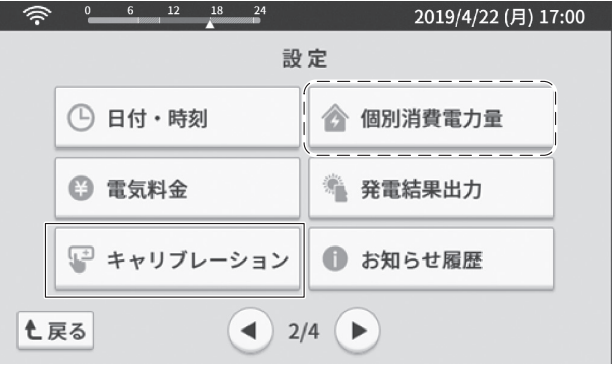 0 6 12 18 24
2019/4/22 (月) 17:00
設定
日付・時刻
個別消費電力量
電気料金
発電結果出力
キャリブレーション
お知らせ履歴
戻る
2/4